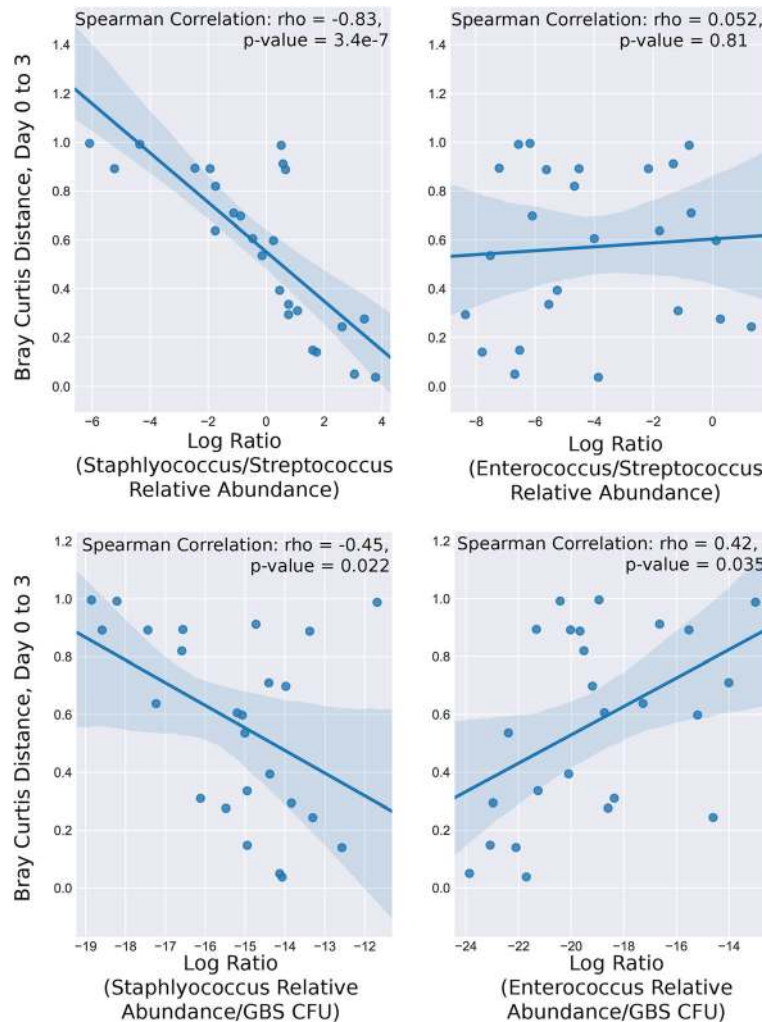 Spearman Correlation: rho = -0.83,
p-value = 3.4e-7
1.4
1.2
1.0
0.8
0.6
0.4
0.2
0.0
Bray Curtis Distance, Day 0 to 3
−6 −4 −2 0 2 4
Log Ratio
(Staphlyococcus/Streptococcus
Relative Abundance)
Spearman Correlation: rho = 0.052,
p-value = 0.81
1.4
1.2
1.0
0.8
0.6
0.4
0.2
0.0
−8 −6 −4 −2 0
Log Ratio
(Enterococcus/Streptococcus
Relative Abundance)
Spearman Correlation: rho = -0.45,
p-value = 0.022
1.2
1.0
0.8
0.6
0.4
0.2
0.0
Bray Curtis Distance, Day 0 to 3
−19 −18 −17 −16 −15 −14 −13 −12
Log Ratio
(Staphlyococcus Relative
Abundance/GBS CFU)
Spearman Correlation: rho = 0.42,
p-value = 0.035
1.2
1.0
0.8
0.6
0.4
0.2
0.0
−24 −22 −20 −18 −16 −14
Log Ratio
(Enterococcus Relative
Abundance/GBS CFU)